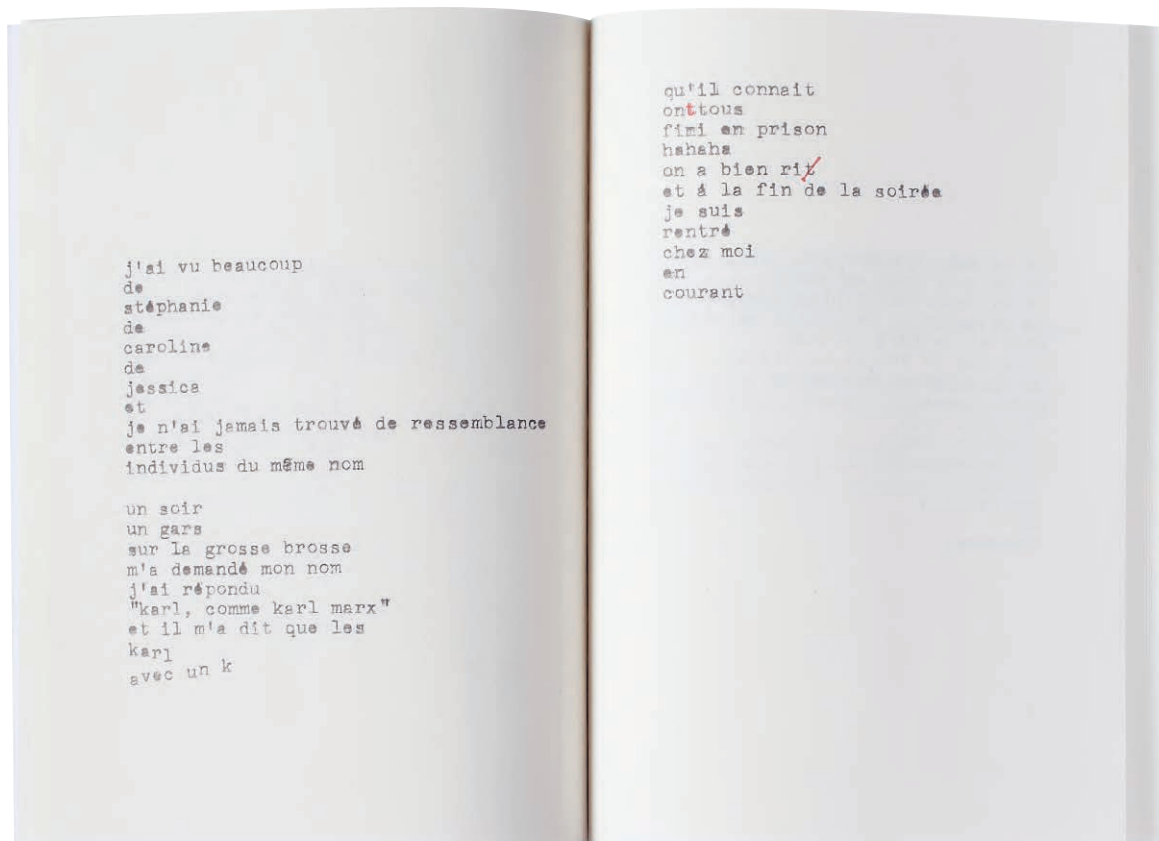 j'ai vu beaucoup
de
stéphanie
de
caroline
de
jessica
et
je n'ai jamais trouvé de ressemblance
entre les
individus du même nom
un soir
un gars
sur la grosse brosse
m'a demandé mon nom
j'ai répondu
"karl, comme karl marx"
et il m'a dit que les
karl
avec un k
qu'il connait
onttous
fini en prison
hahaha
on a bien rit
et á la fin de la soirée
je suis
rentré
chez moi
en
courant